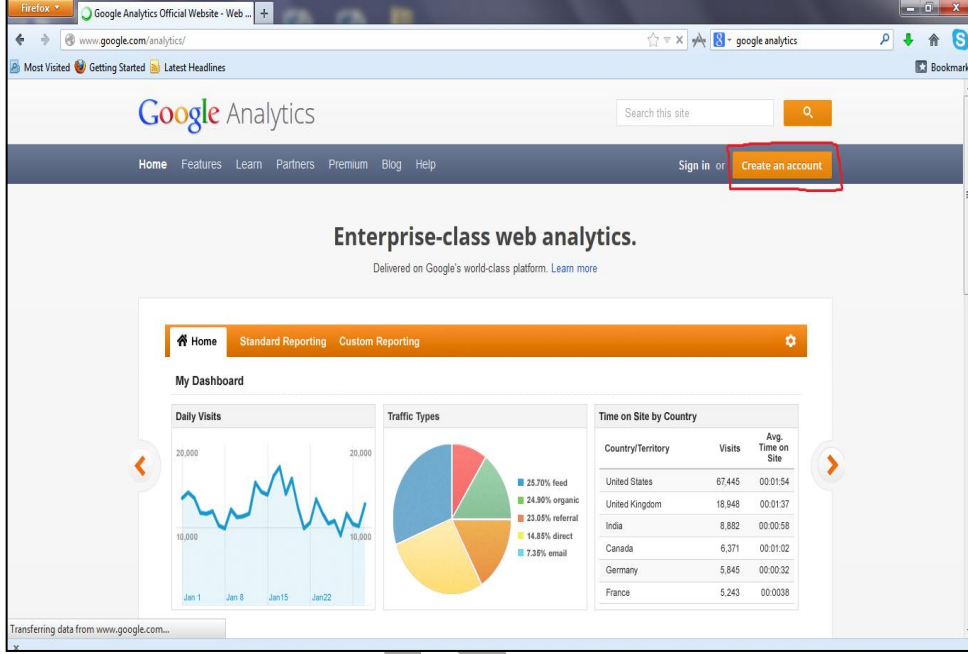 Firefox
Google Analytics Official Website - Web ... +
www.google.com/analytics/
google analytics
Most Visited Getting Started Latest Headlines
Bookmark
Google Analytics
Search this site
Home Features Learn Partners Premium Blog Help
Sign in or Create an account
Enterprise-class web analytics.
Delivered on Google's world-class platform. Learn more
Home Standard Reporting Custom Reporting
My Dashboard
Daily Visits
20,000 20,000
10,000 10,000
Jan 1 Jan 8 Jan15 Jan22
Traffic Types
25.70% feed
24.90% organic
23.05% referral
14.85% direct
7.35% email
Time on Site by Country
Country/Territory Visits Avg. Time on Site
United States 67,445 00:01:54
United Kingdom 18,948 00:01:37
India 8,882 00:00:58
Canada 6,371 00:01:02
Germany 5,845 00:00:32
France 5,243 00:0038
Transferring data from www.google.com...
x